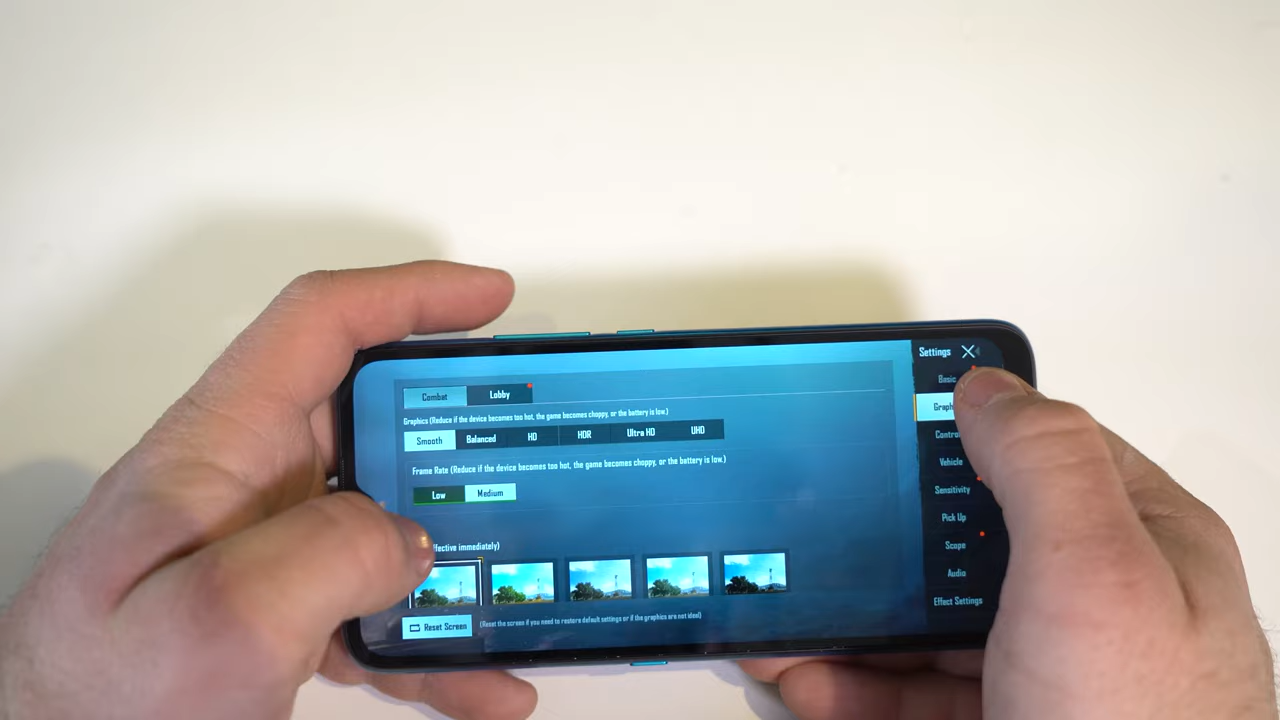 Settings
Basic
Combat
Lobby
Graphics (Reduce if the device becomes too hot, the game becomes choppy, or the battery is low.)
Smooth
Balanced
HD
HDR
Ultra HD
UHD
Frame Rate (Reduce if the device becomes too hot, the game becomes choppy, or the battery is low.)
Low
Medium
ffective immediately)
Reset Screen
(Reset the screen if you need to restore default settings or if the graphics are not ideal)
Graph
Contro
Vehicle
Sensitivity
Pick Up
Scope
Audio
Effect Settings